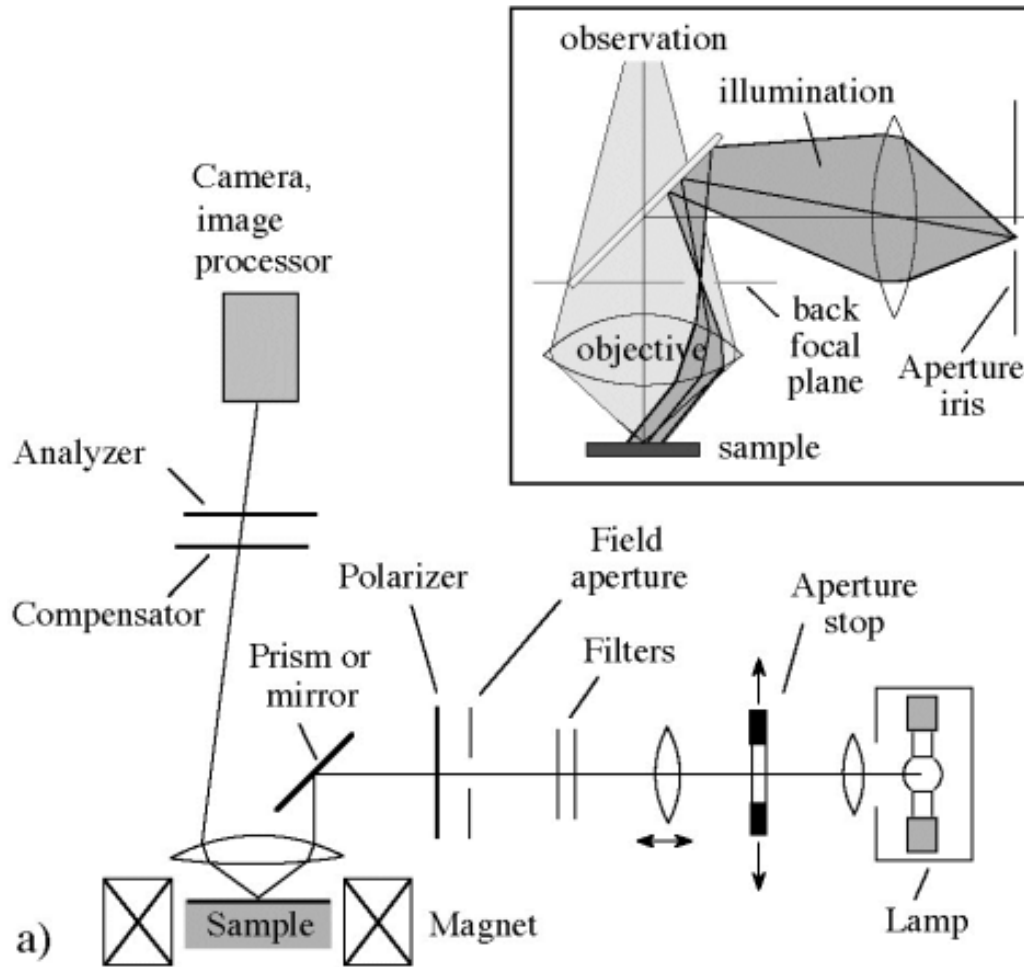 observation
illumination
objective
back
focal
plane
Aperture
iris
sample
Camera,
image
processor
Analyzer
Compensator
Prism or
mirror
Polarizer
Field
aperture
Filters
Aperture
stop
Lamp
Sample
Magnet
a)